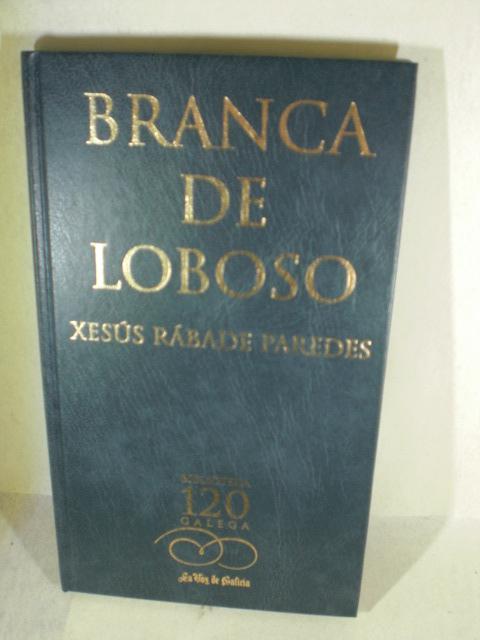 BRANCA
DE
LOBOSO
XESÚS RÁBADE PAREDES
BIBLIOTECA
120
GALEGA
La Voz de Galicia